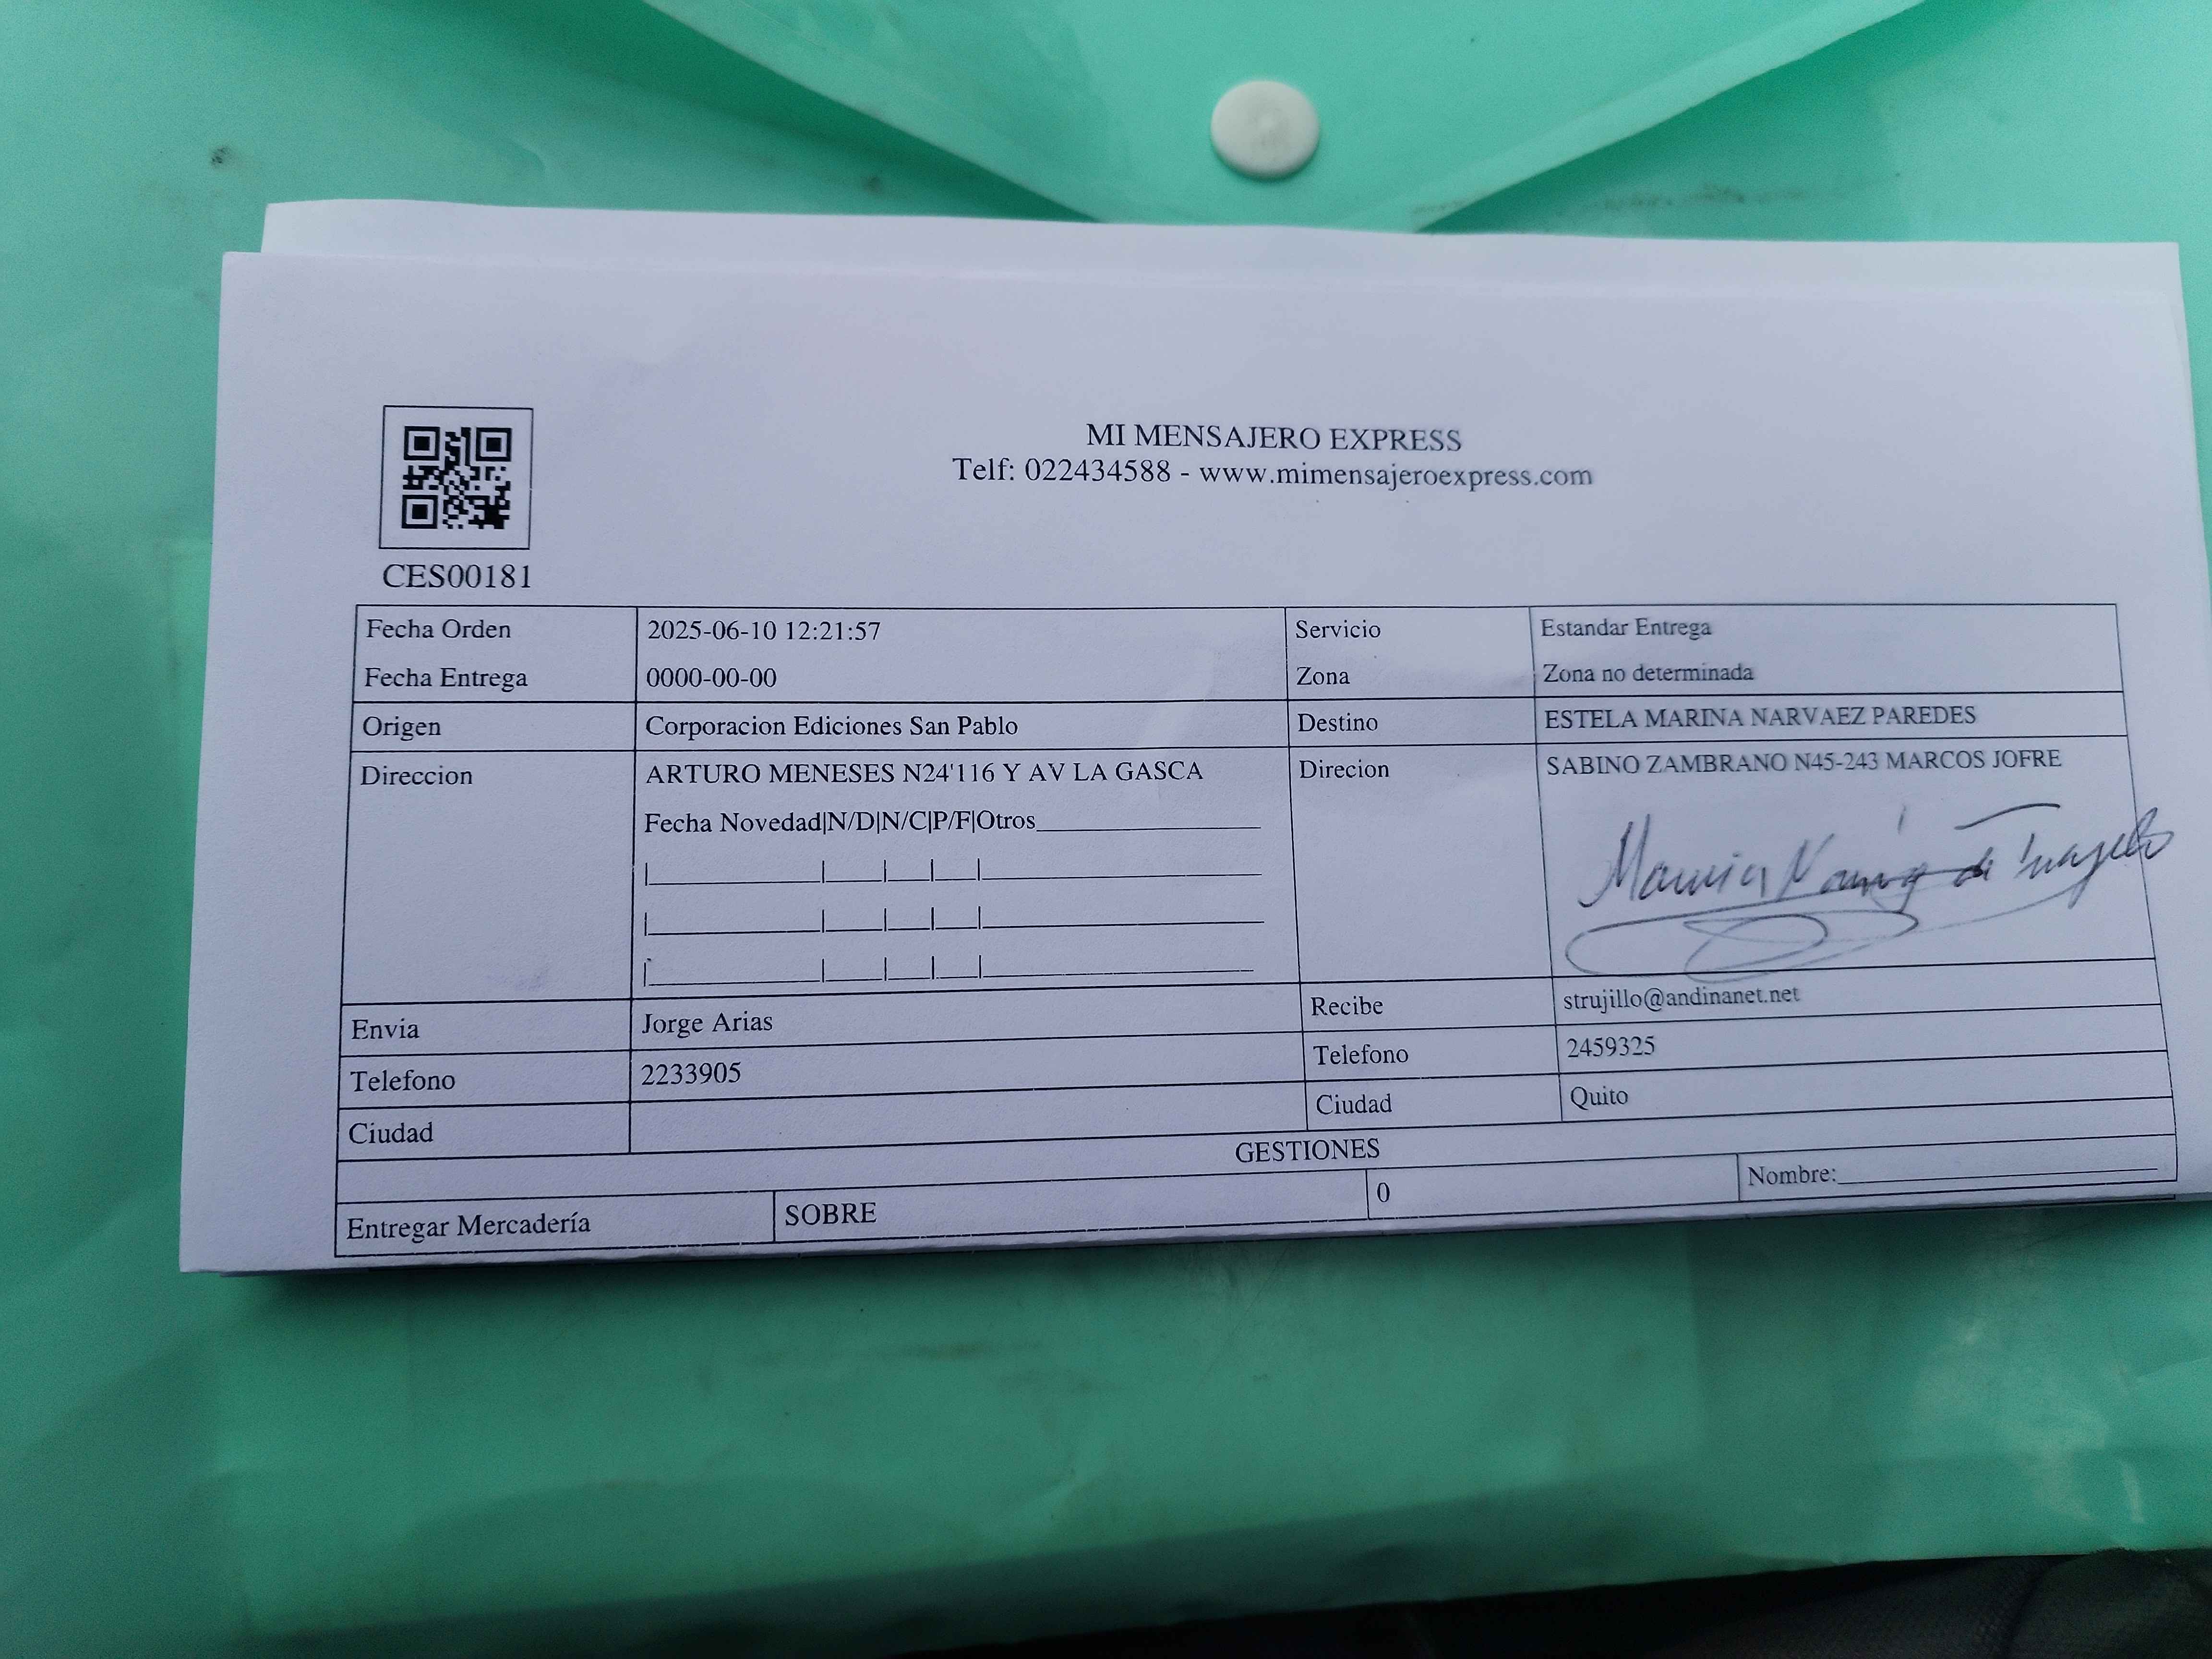 MI MENSAJERO EXPRESS
Telf: 022434588 - www.mimensajeroexpress.com
CES00181
Fecha Orden 2025-06-10 12:21:57 Servicio Estandar Entrega
Fecha Entrega 0000-00-00 Zona Zona no determinada
Origen Corporacion Ediciones San Pablo Destino ESTELA MARINA NARVAEZ PAREDES
Direccion ARTURO MENESES N24'116 Y AV LA GASCA Direcion SABINO ZAMBRANO N45-243 MARCOS JOFRE
Fecha Novedad|N/D|N/C|P/F|Otros
Envia Jorge Arias Recibe strujillo@andinanet.net
Telefono 2233905 Telefono 2459325
Ciudad Ciudad Quito
GESTIONES
Entregar Mercadería SOBRE 0 Nombre: